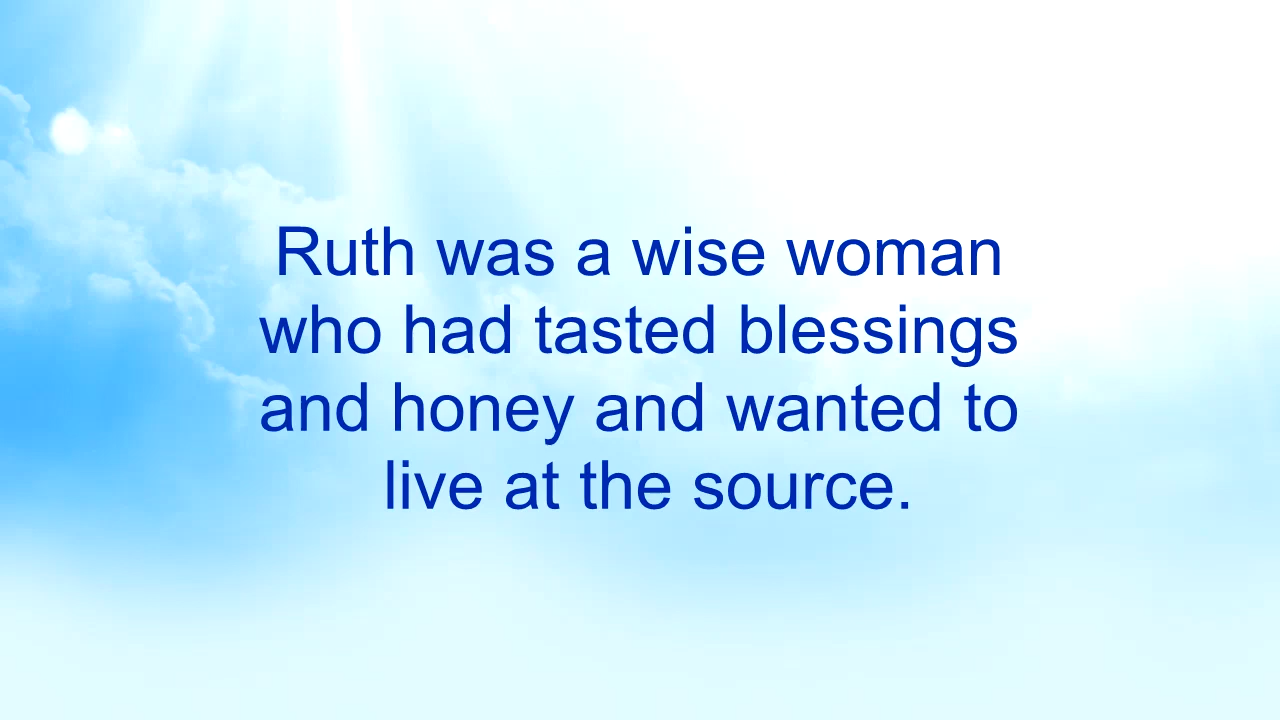 Ruth was a wise woman
who had tasted blessings
and honey and wanted to
live at the source.